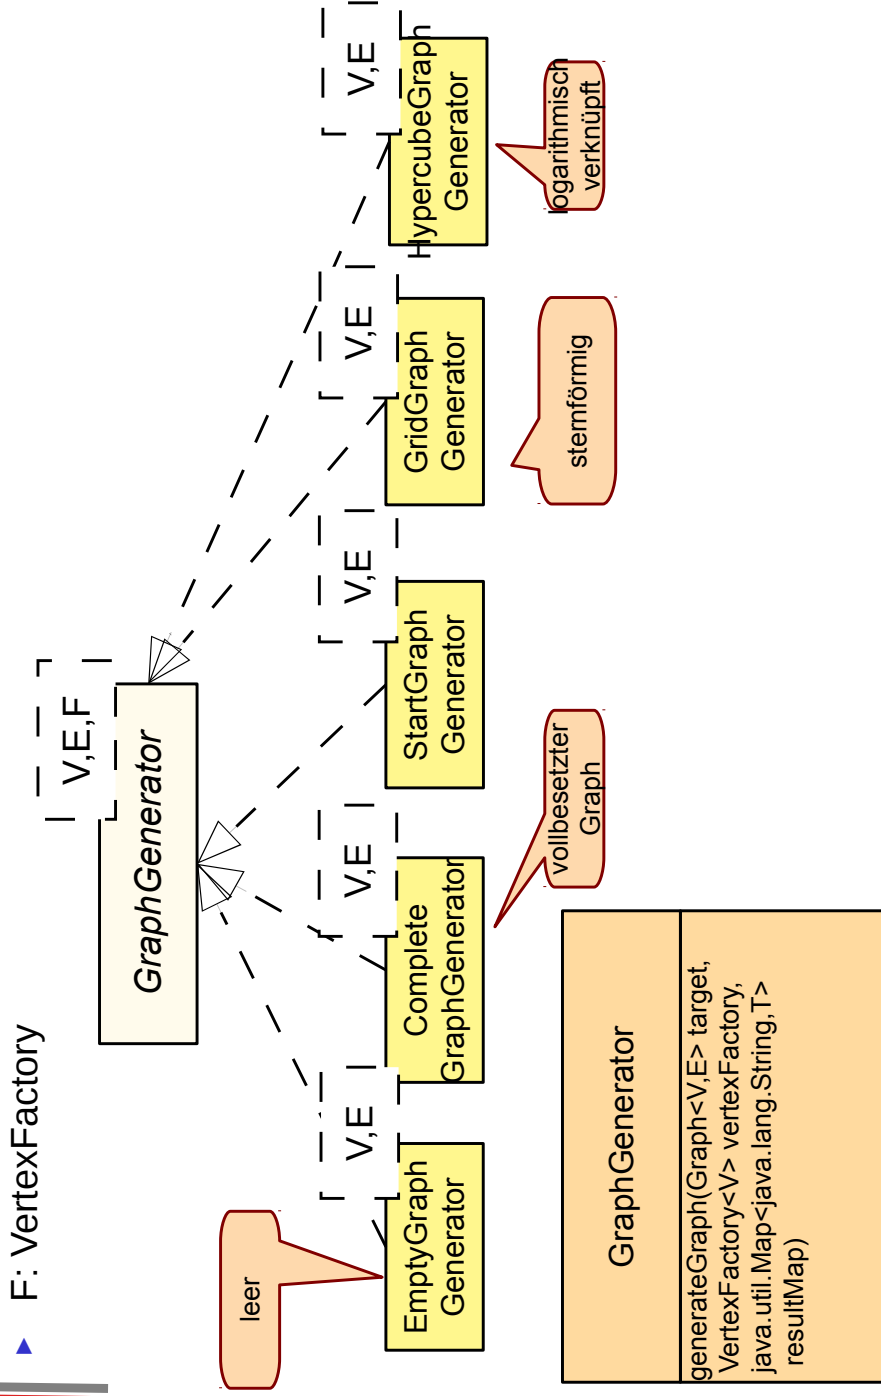 ► F: VertexFactory
V,E,F
GraphGenerator
leer
V,E
EmptyGraph
Generator
V,E
Complete
GraphGenerator
vollbesetzter
Graph
V,E
StartGraph
Generator
V,E
GridGraph
Generator
sternförmig
V,E
HypercubeGraph
Generator
logarithmisch
verknüpft
GraphGenerator
generateGraph(Graph<V,E> target,
VertexFactory<V> vertexFactory,
java.util.Map<java.lang.String,T>
resultMap)